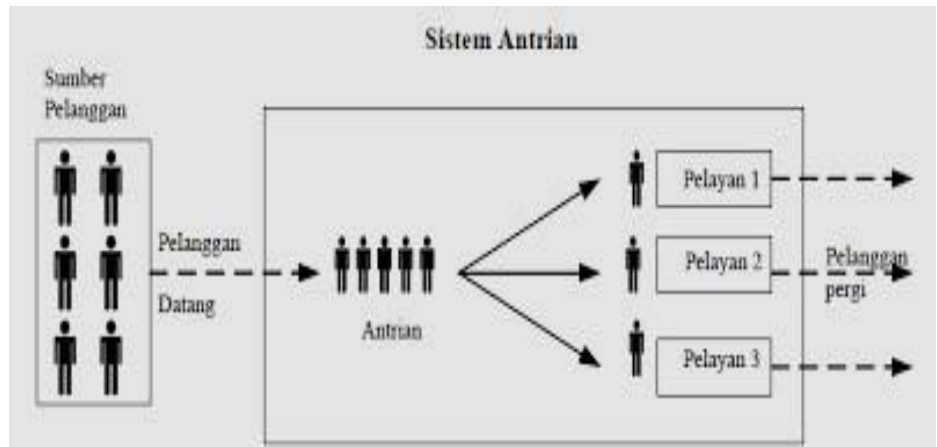 Sistem Antrian
Sumber
Pelanggan
Pelanggan
Datang
Antrian
Pelayan 1
Pelayan 2
Pelayan 3
Pelanggan
pergi